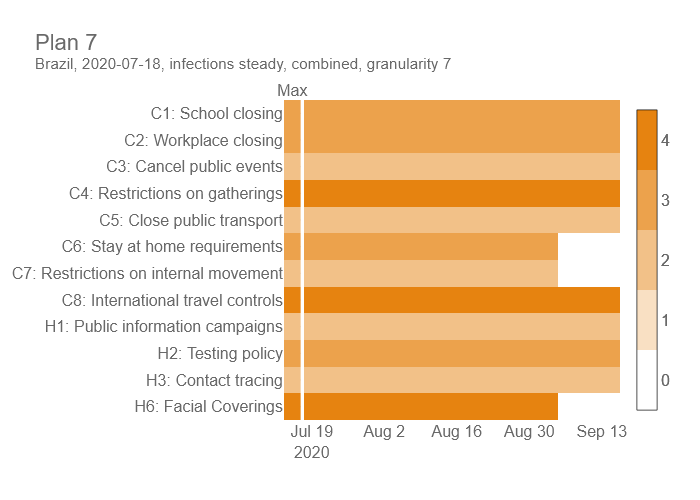 Plan 7
Brazil, 2020-07-18, infections steady, combined, granularity 7
Max
C1: School closing
C2: Workplace closing
C3: Cancel public events
C4: Restrictions on gatherings
C5: Close public transport
C6: Stay at home requirements
C7: Restrictions on internal movement
C8: International travel controls
H1: Public information campaigns
H2: Testing policy
H3: Contact tracing
H6: Facial Coverings
Jul 19 Aug 2 Aug 16 Aug 30 Sep 13
2020
4
3
2
1
0